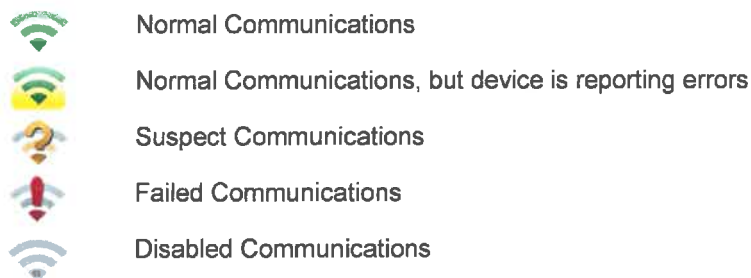 Normal Communications
Normal Communications, but device is reporting errors
Suspect Communications
Failed Communications
Disabled Communications